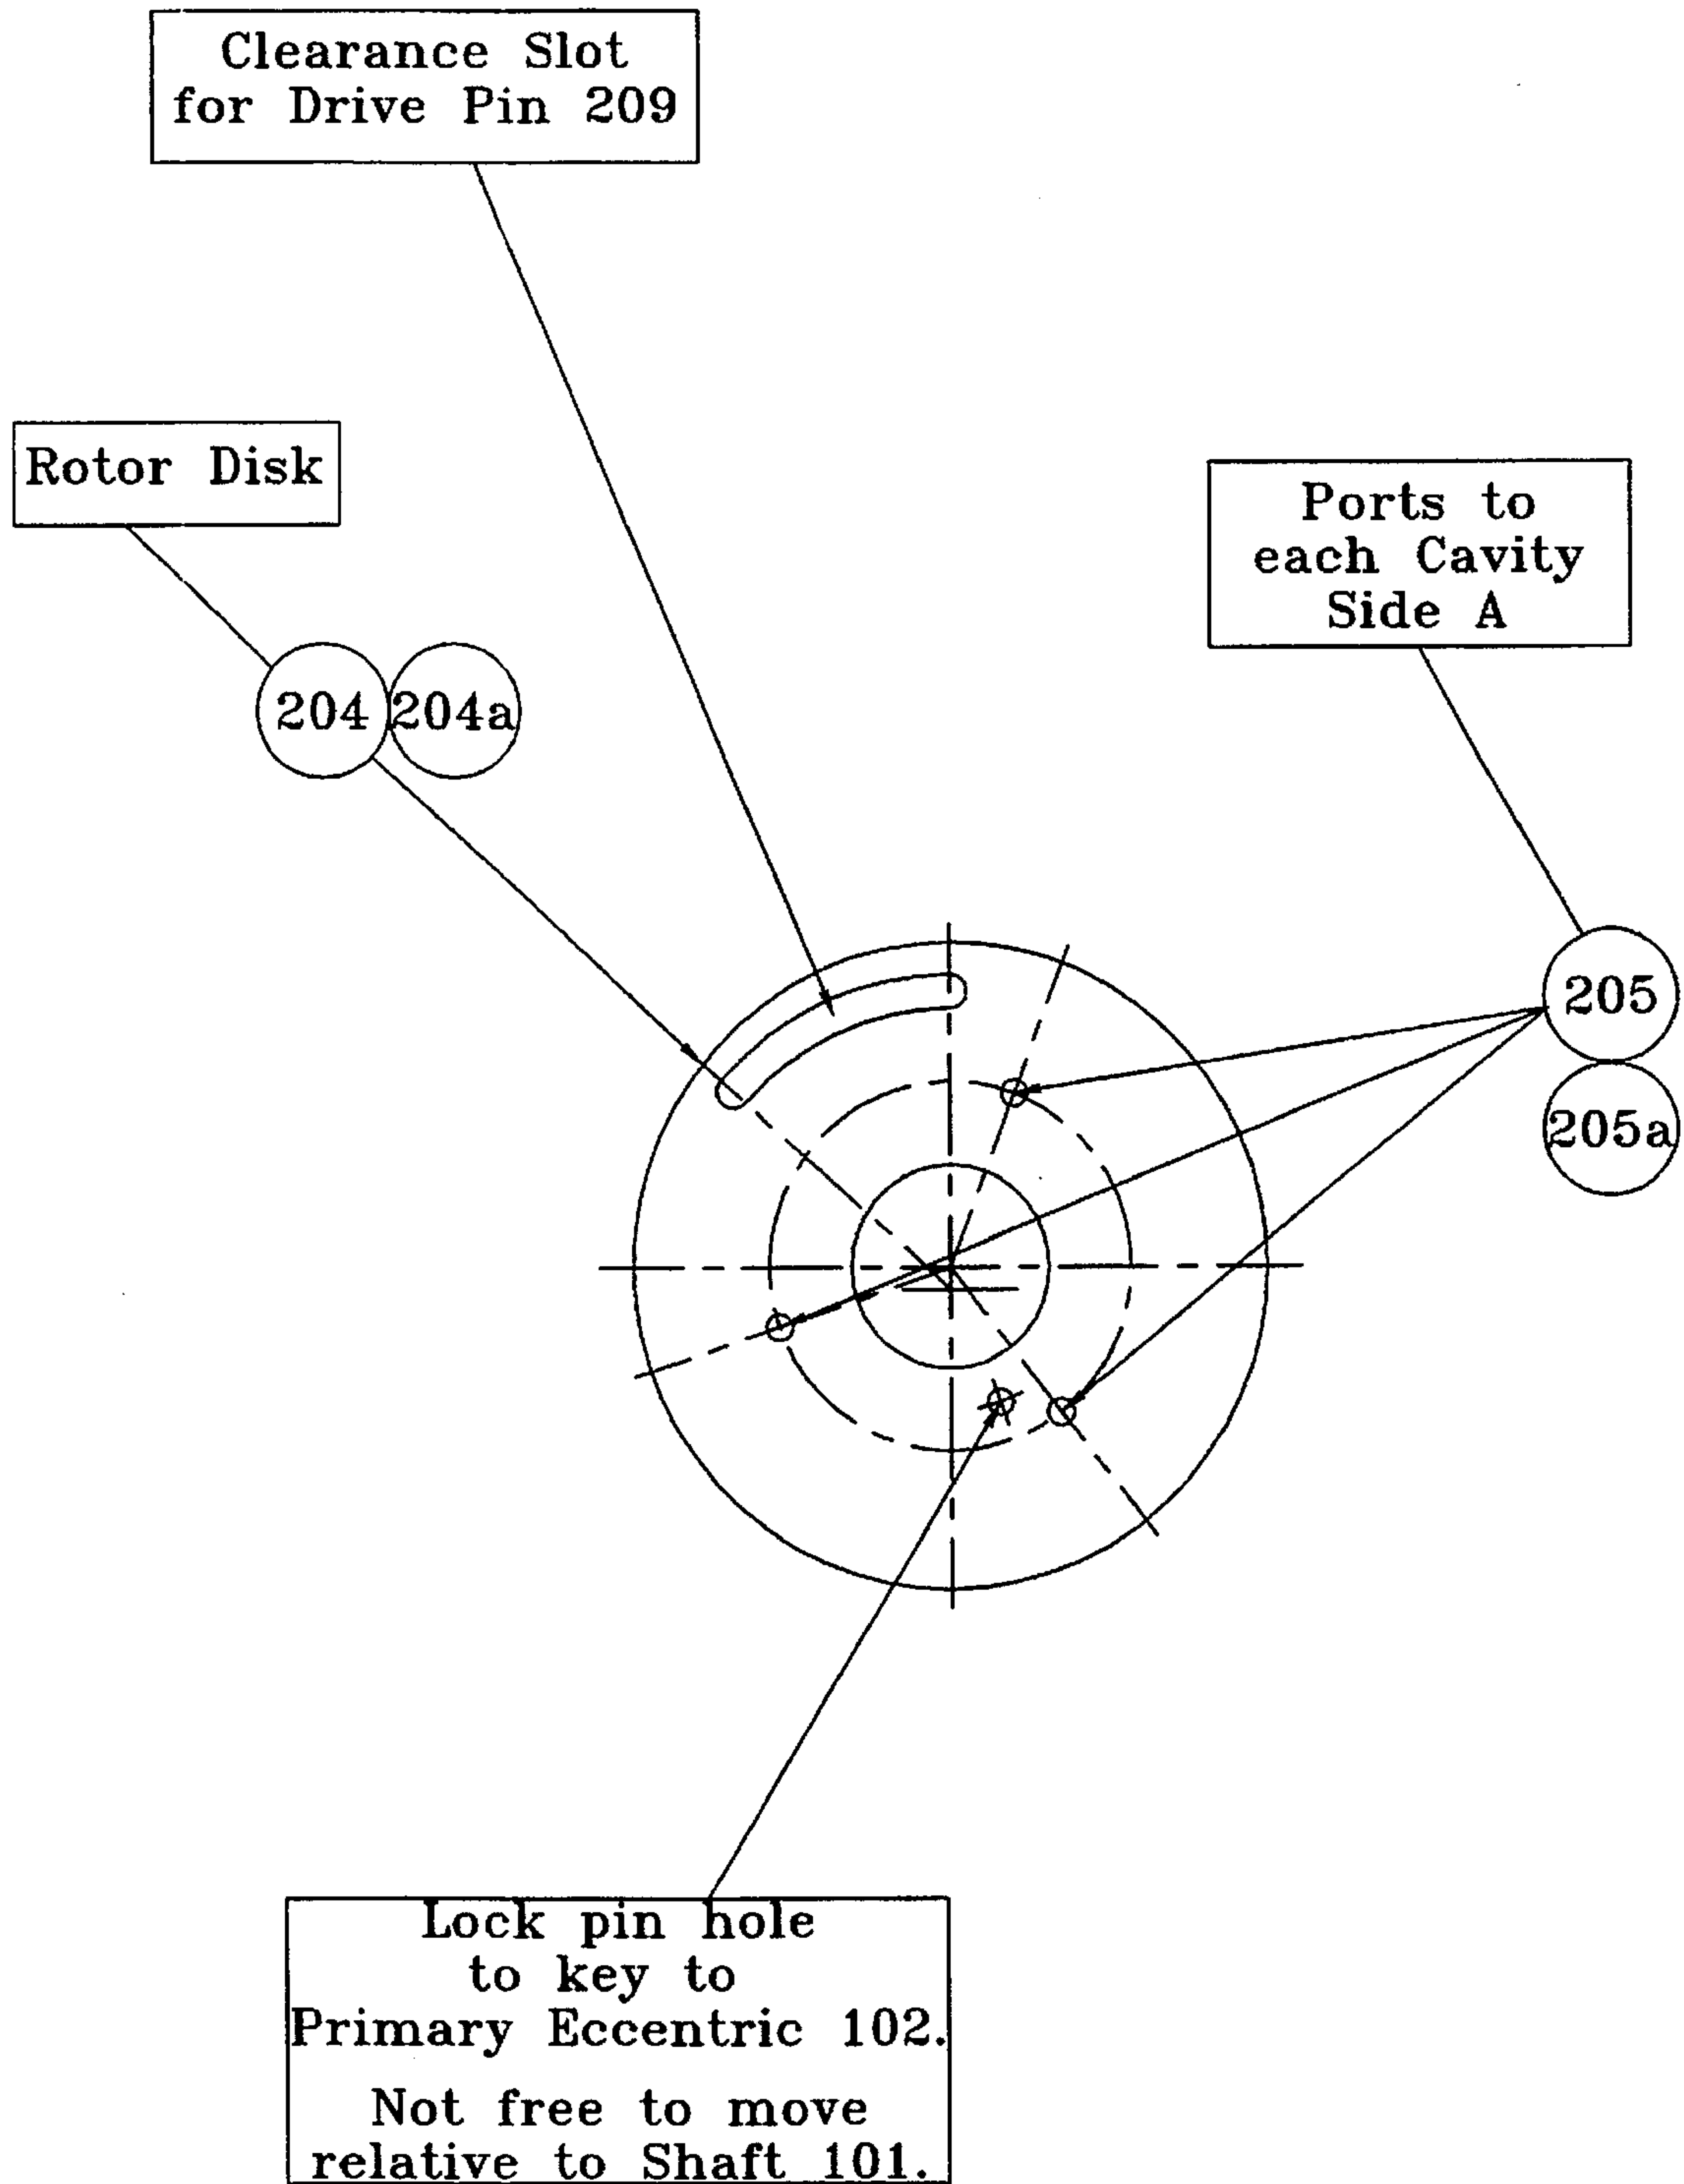 Clearance Slot
for Drive Pin 209
Rotor Disk
Ports to
each Cavity
Side A
204 204a
205
205a
Lock pin hole
to key to
Primary Eccentric 102.
Not free to move
relative to Shaft 101.